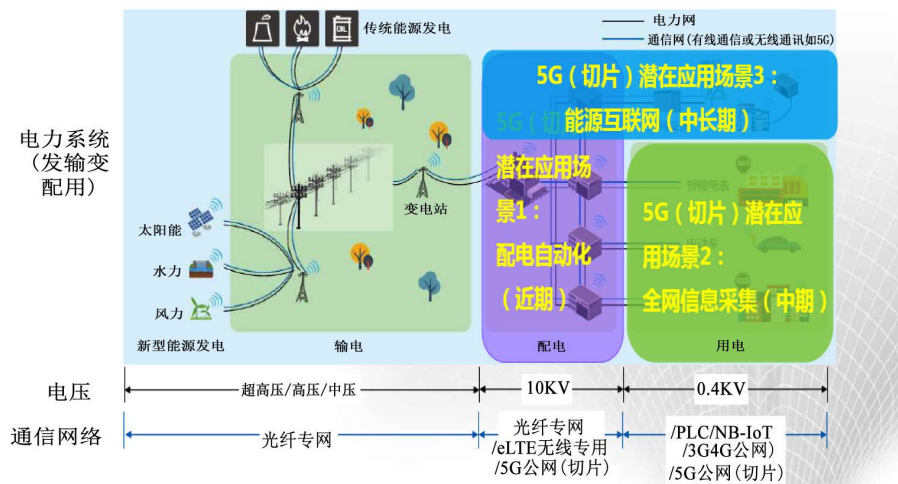 传统能源发电
OIL
电力网
通信网(有线通信或无线通讯如5G)
5G（切片）潜在应用场景3：
能源互联网（中长期）
电力系统
(发输变
配用)
5G（切
潜在应用场
景1：
配电自动化
（近期）
变电站
智能电表
5G（切片）潜在应
用场景2：
全网信息采集（中期）
太阳能
水力
风力
新型能源发电
输电
配电
用电
电压
超高压/高压/中压
10KV
0.4KV
通信网络
光纤专网
光纤专网
/eLTE无线专用
/5G公网(切片)
/PLC/NB-IoT
/3G4G公网)
/5G公网(切片)